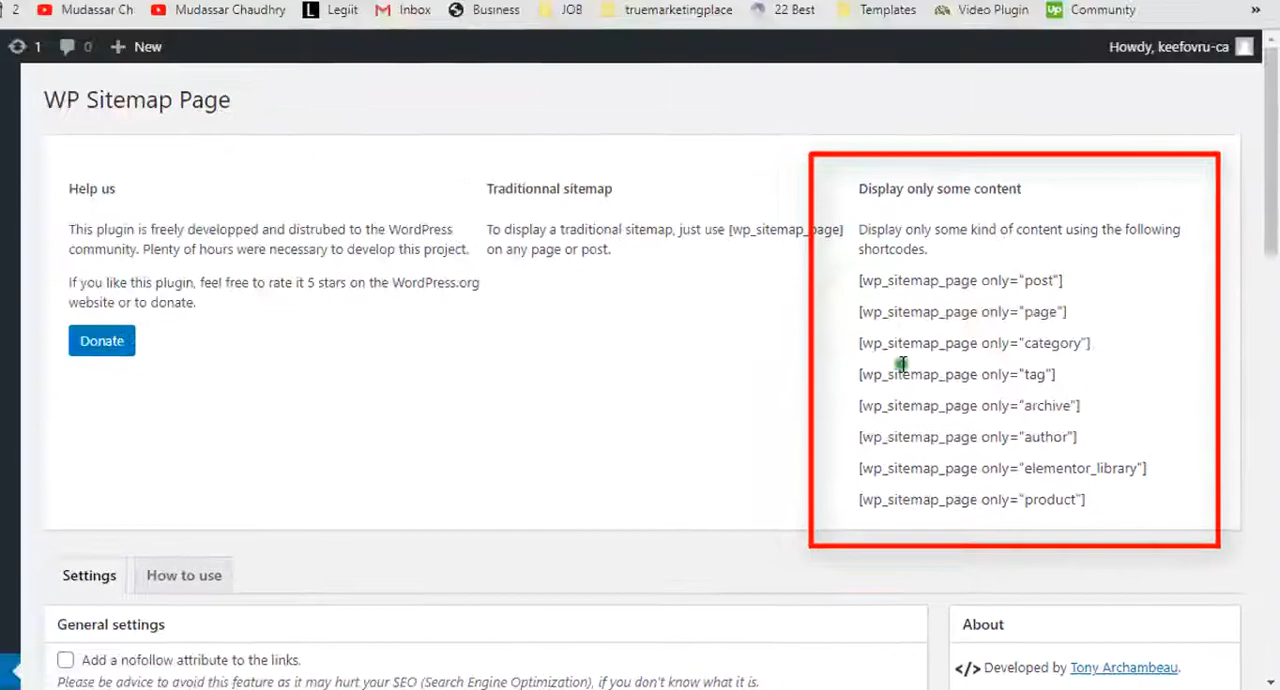 2 Mudassar Ch Mudassar Chaudhry L Legiit Inbox Business JOB truemarketingplace 22 Best Templates Video Plugin Up Community »
1 0 + New Howdy, keefovru-ca
WP Sitemap Page
Help us
This plugin is freely developped and distrubed to the WordPress
community. Plenty of hours were necessary to develop this project.
If you like this plugin, feel free to rate it 5 stars on the WordPress.org
website or to donate.
Donate
Traditionnal sitemap
To display a traditional sitemap, just use [wp_sitemap_page]
on any page or post.
Display only some content
Display only some kind of content using the following
shortcodes.
[wp_sitemap_page only="post"]
[wp_sitemap_page only="page"]
[wp_sitemap_page only="category"]
[wp_sitemap_page only="tag"]
[wp_sitemap_page only="archive"]
[wp_sitemap_page only="author"]
[wp_sitemap_page only="elementor_library"]
[wp_sitemap_page only="product"]
Settings How to use
General settings
Add a nofollow attribute to the links.
Please be advice to avoid this feature as it may hurt your SEO (Search Engine Optimization), if you don't know what it is.
About
</> Developed by Tony Archambeau.